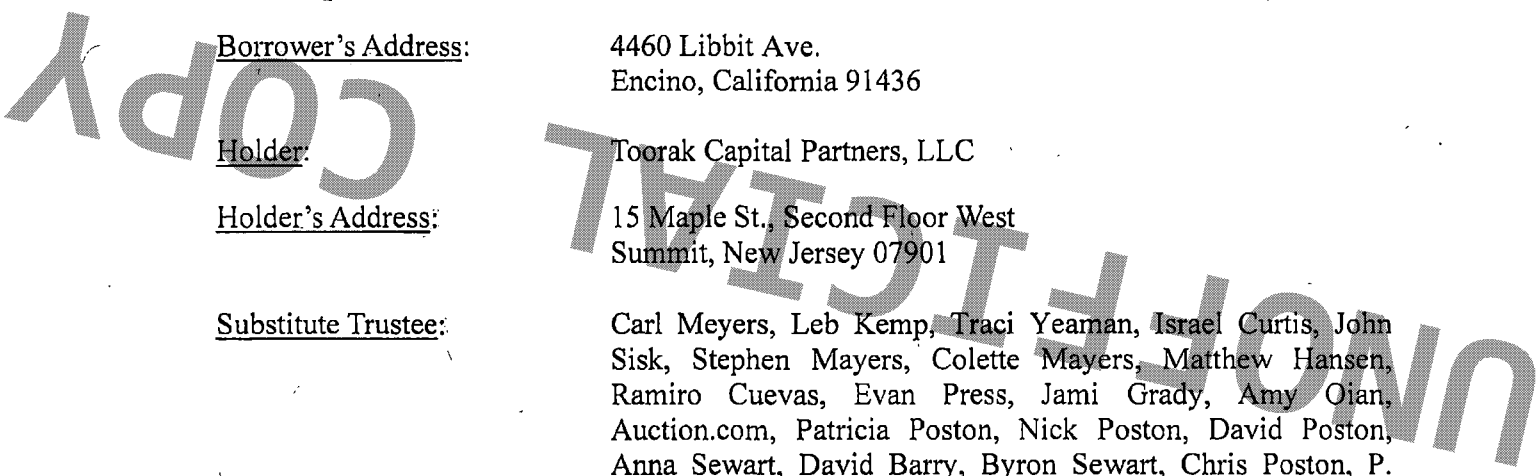 Borrower's Address: 4460 Libbit Ave.
Encino, California 91436
Holder: Toorak Capital Partners, LLC
Holder's Address: 15 Maple St., Second Floor West
Summit, New Jersey 07901
Substitute Trustee: Carl Meyers, Leb Kemp, Traci Yeaman, Israel Curtis, John
Sisk, Stephen Mayers, Colette Mayers, Matthew Hansen,
Ramiro Cuevas, Evan Press, Jami Grady, Amy Oian,
Auction.com, Patricia Poston, Nick Poston, David Poston,
Anna Sewart, David Barry, Byron Sewart, Chris Poston, P.
UNOFFICIAL COPY